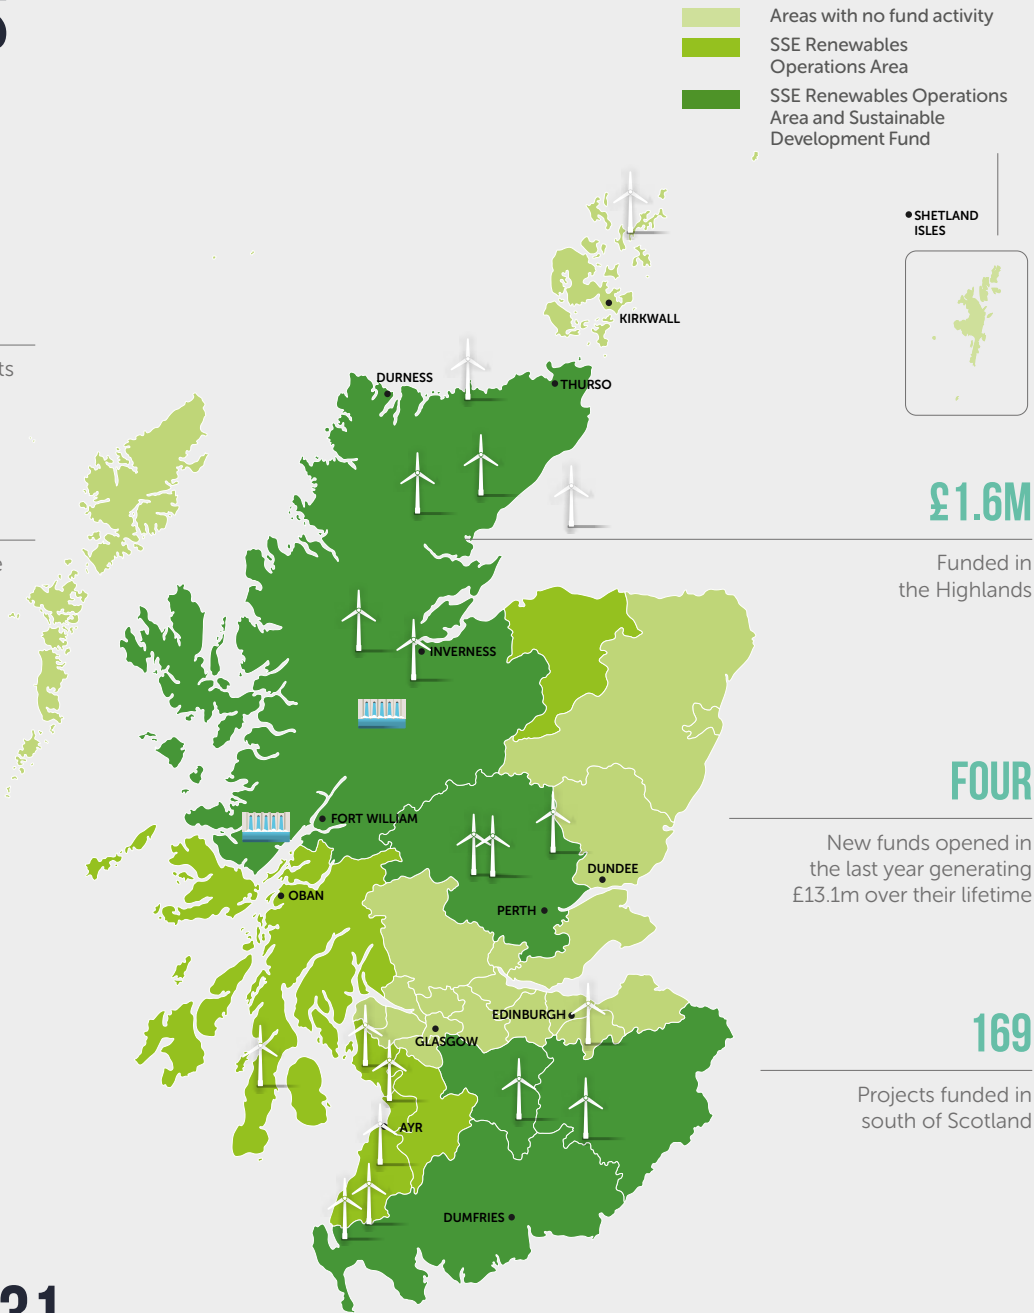 Areas with no fund activity
SSE Renewables
Operations Area
SSE Renewables Operations
Area and Sustainable
Development Fund
SHETLAND
ISLES
KIRKWALL
DURNESS
THURSO
ts
£1.6M
Funded in
the Highlands
INVERNESS
FOUR
New funds opened in
the last year generating
£13.1m over their lifetime
FORT WILLIAM
DUNDEE
OBAN
PERTH
EDINBURGH
GLASGOW
169
Projects funded in
south of Scotland
AYR
DUMFRIES
31